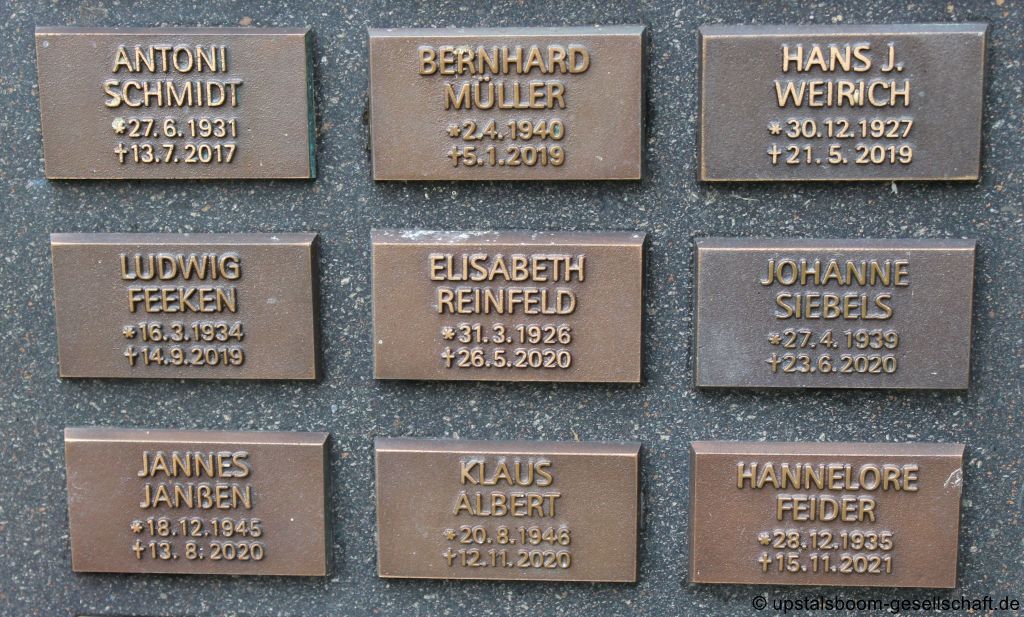 ANTONI
SCHMIDT
*27.6.1931
†13.7.2017
BERNHARD
MÜLLER
*2.4.1940
†5.1.2019
HANS J.
WEIRICH
*30.12.1927
†21.5.2019
LUDWIG
FEEKEN
*16.3.1934
†14.9.2019
ELISABETH
REINFELD
*31.3.1926
†26.5.2020
JOHANNE
SIEBELS
*27.4.1939
†23.6.2020
JANNES
JANßEN
*18.12.1945
†13.8.2020
KLAUS
ALBERT
*20.8.1946
†12.11.2020
HANNELORE
FEIDER
*28.12.1935
†15.11.2021
© upstalsboom-gesellschaft.de